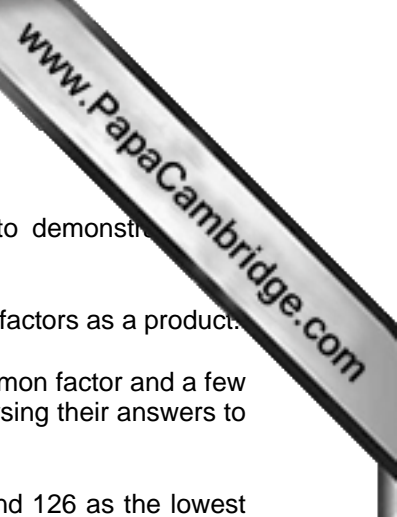 www.PapaCambridge.com
to demonstr
factors as a product.
mon factor and a few
sing their answers to
nd 126 as the lowest